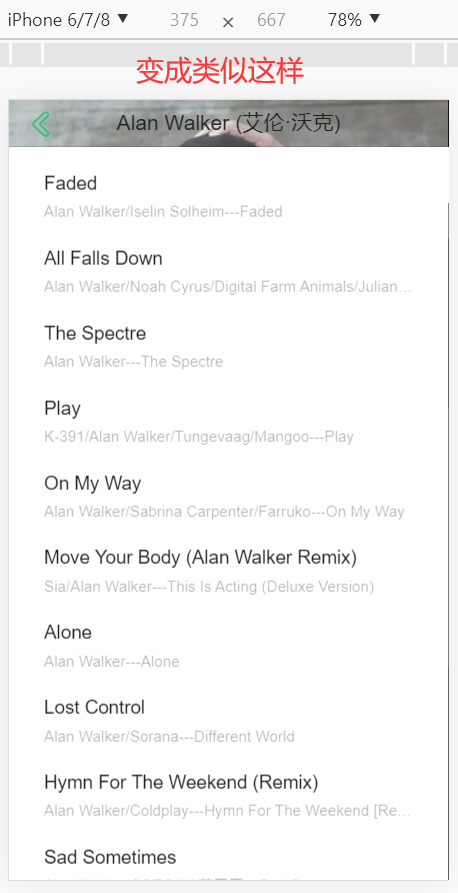 iPhone 6/7/8 ▼ 375 × 667 78% ▼
变成类似这样
Alan Walker (艾伦·沃克)
Faded
Alan Walker/Iselin Solheim---Faded
All Falls Down
Alan Walker/Noah Cyrus/Digital Farm Animals/Julian...
The Spectre
Alan Walker---The Spectre
Play
K-391/Alan Walker/Tungevaag/Mangoo---Play
On My Way
Alan Walker/Sabrina Carpenter/Farruko---On My Way
Move Your Body (Alan Walker Remix)
Sia/Alan Walker---This Is Acting (Deluxe Version)
Alone
Alan Walker---Alone
Lost Control
Alan Walker/Sorana---Different World
Hymn For The Weekend (Remix)
Alan Walker/Coldplay---Hymn For The Weekend [Re...
Sad Sometimes